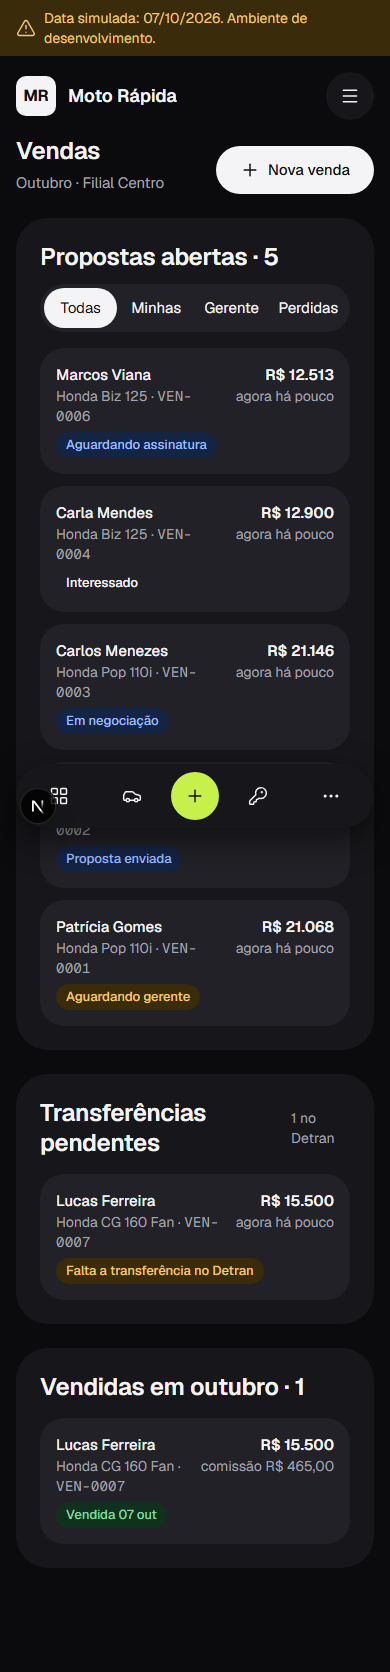 Data simulada: 07/10/2026. Ambiente de
desenvolvimento.
MR Moto Rápida
Vendas
Outubro · Filial Centro
+ Nova venda
Propostas abertas · 5
Todas Minhas Gerente Perdidas
Marcos Viana R$ 12.513
Honda Biz 125 · VEN- agora há pouco
0006
Aguardando assinatura
Carla Mendes R$ 12.900
Honda Biz 125 · VEN- agora há pouco
0004
Interessado
Carlos Menezes R$ 21.146
Honda Pop 110i · VEN- agora há pouco
0003
Em negociação
N
0002
Proposta enviada
Patrícia Gomes R$ 21.068
Honda Pop 110i · VEN- agora há pouco
0001
Aguardando gerente
Transferências
pendentes
1 no
Detran
Lucas Ferreira R$ 15.500
Honda CG 160 Fan · VEN- agora há pouco
0007
Falta a transferência no Detran
Vendidas em outubro · 1
Lucas Ferreira R$ 15.500
Honda CG 160 Fan · comissão R$ 465,00
VEN-0007
Vendida 07 out